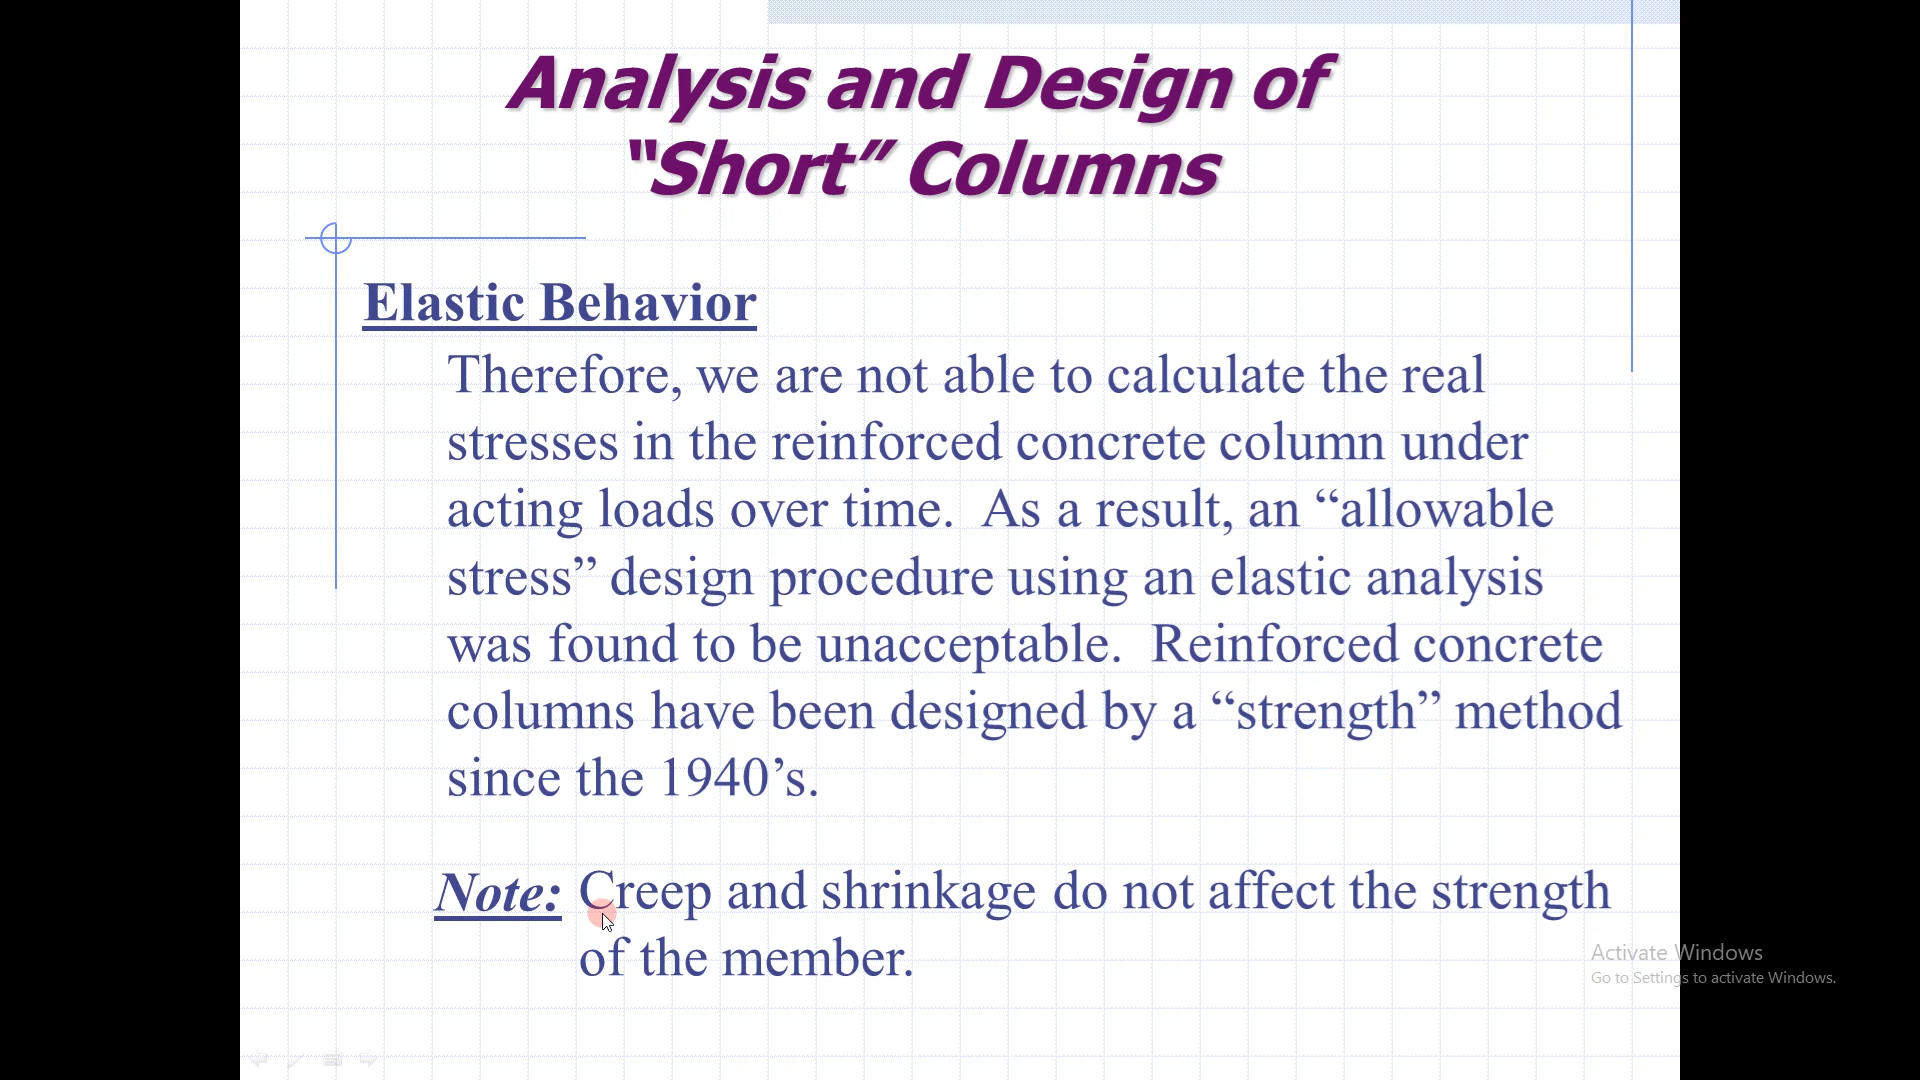 Analysis and Design of
“Short” Columns
Elastic Behavior
Therefore, we are not able to calculate the real
stresses in the reinforced concrete column under
acting loads over time.  As a result, an “allowable
stress” design procedure using an elastic analysis
was found to be unacceptable.  Reinforced concrete
columns have been designed by a “strength” method
since the 1940’s.
Note: Creep and shrinkage do not affect the strength
of the member.
Activate Windows
Go to Settings to activate Windows.